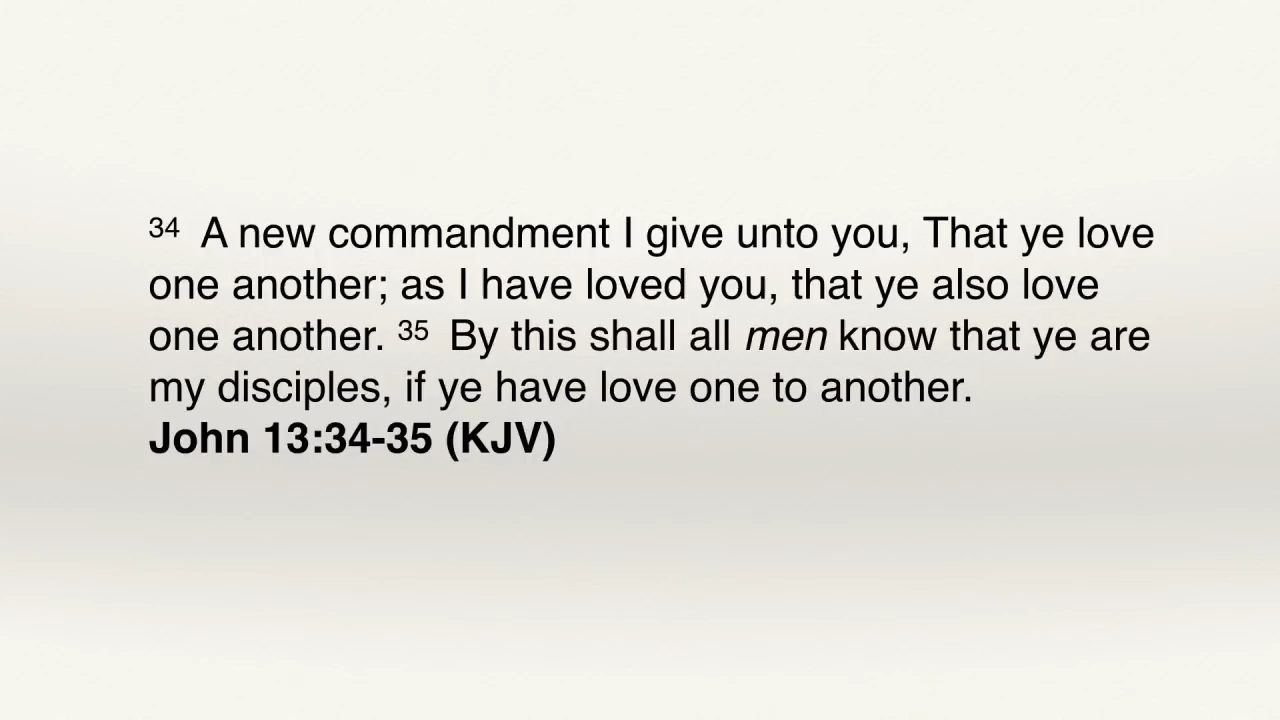 34 A new commandment I give unto you, That ye love
one another; as I have loved you, that ye also love
one another. 35 By this shall all men know that ye are
my disciples, if ye have love one to another.
John 13:34-35 (KJV)